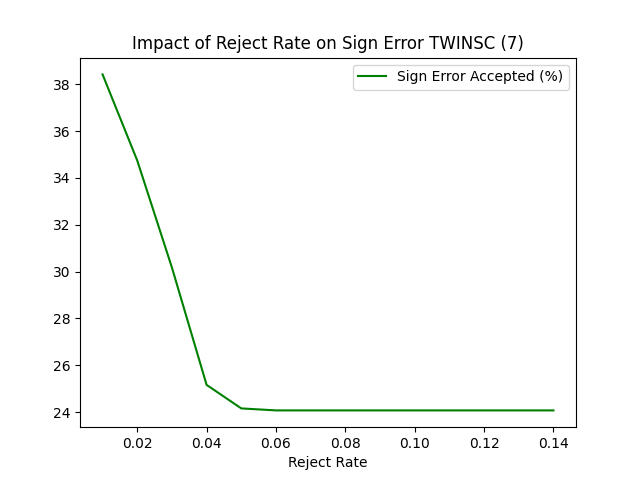 Impact of Reject Rate on Sign Error TWINSC (7)
Sign Error Accepted (%)
38
36
34
32
30
28
26
24
0.02 0.04 0.06 0.08 0.10 0.12 0.14
Reject Rate